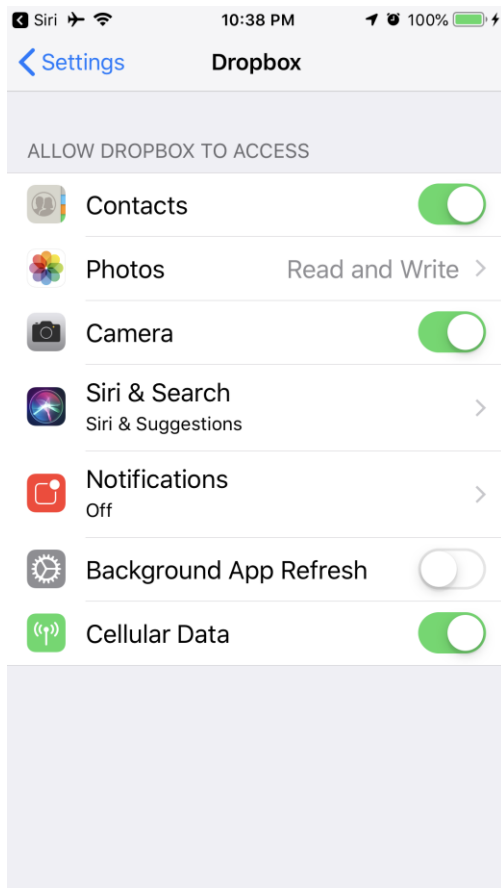 Siri 10:38 PM 100%
Settings Dropbox
ALLOW DROPBOX TO ACCESS
Contacts
Photos Read and Write
Camera
Siri & Search
Siri & Suggestions
Notifications
Off
Background App Refresh
Cellular Data